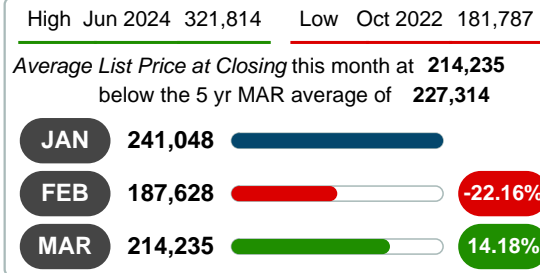 High Jun 2024 321,814 Low Oct 2022 181,787
Average List Price at Closing this month at 214,235
below the 5 yr MAR average of 227,314
JAN 241,048
FEB 187,628 -22.16%
MAR 214,235 14.18%